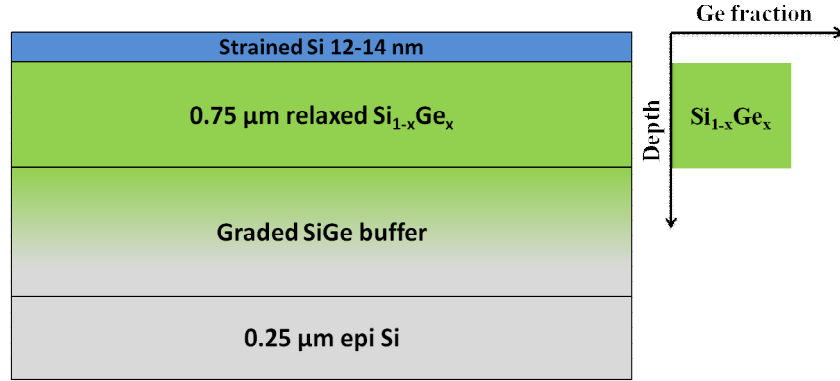 Ge fraction
Strained Si 12-14 nm
0.75 μm relaxed Si₁₋ₓGeₓ
Si₁₋ₓGeₓ
Depth
Graded SiGe buffer
0.25 μm epi Si